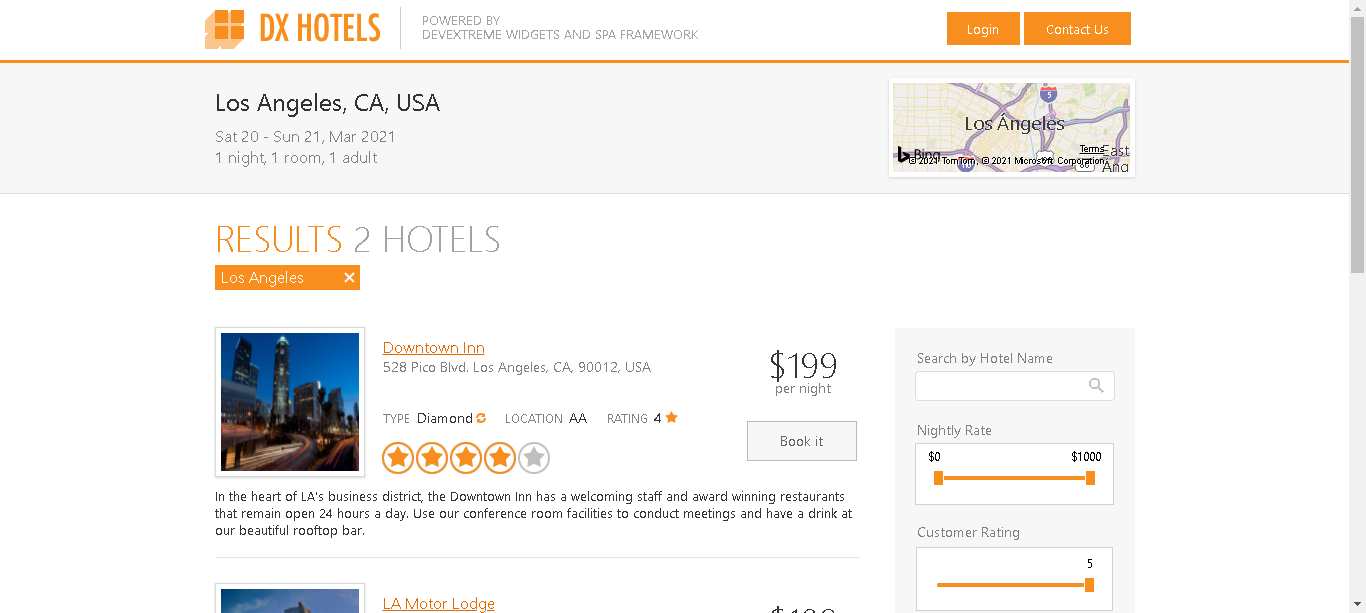 DX HOTELS
POWERED BY
DEVEXTREME WIDGETS AND SPA FRAMEWORK
Login
Contact Us
Los Angeles, CA, USA
Sat 20 - Sun 21, Mar 2021
1 night, 1 room, 1 adult
5
Los Angeles
Terms
East
Bing
© 2021 TomTom, © 2021 Microsoft Corporation
60
Ang
RESULTS 2 HOTELS
Los Angeles
Downtown Inn
528 Pico Blvd. Los Angeles, CA, 90012, USA
$199
per night
TYPE Diamond LOCATION AA RATING 4
Book it
In the heart of LA's business district, the Downtown Inn has a welcoming staff and award winning restaurants
that remain open 24 hours a day. Use our conference room facilities to conduct meetings and have a drink at
our beautiful rooftop bar.
LA Motor Lodge
Search by Hotel Name
Nightly Rate
$0 $1000
Customer Rating
5